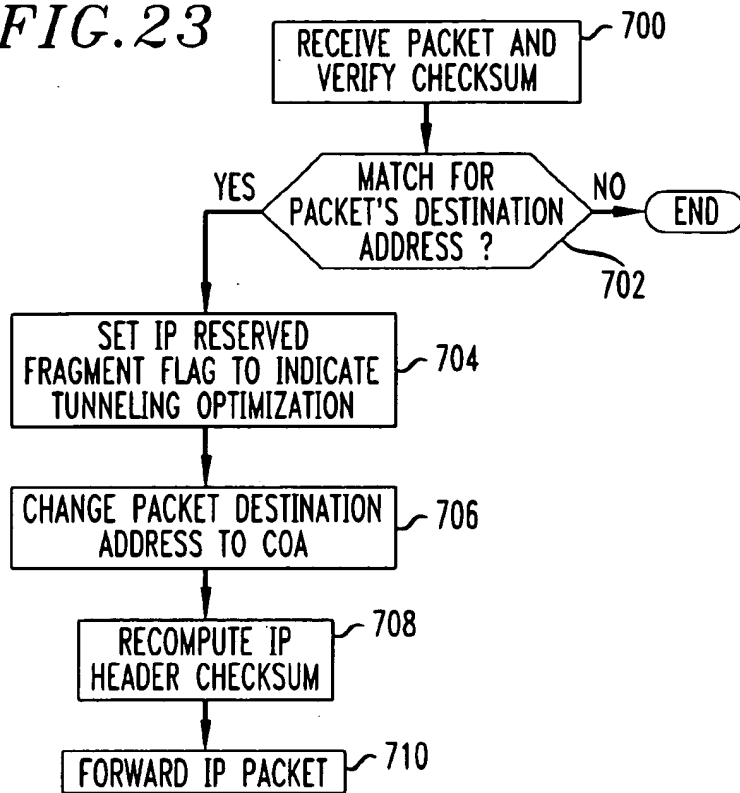 FIG.23
RECEIVE PACKET AND
VERIFY CHECKSUM
700
MATCH FOR
PACKET'S DESTINATION
ADDRESS ?
YES
NO
END
702
SET IP RESERVED
FRAGMENT FLAG TO INDICATE
TUNNELING OPTIMIZATION
704
CHANGE PACKET DESTINATION
ADDRESS TO COA
706
RECOMPUTE IP
HEADER CHECKSUM
708
FORWARD IP PACKET
710